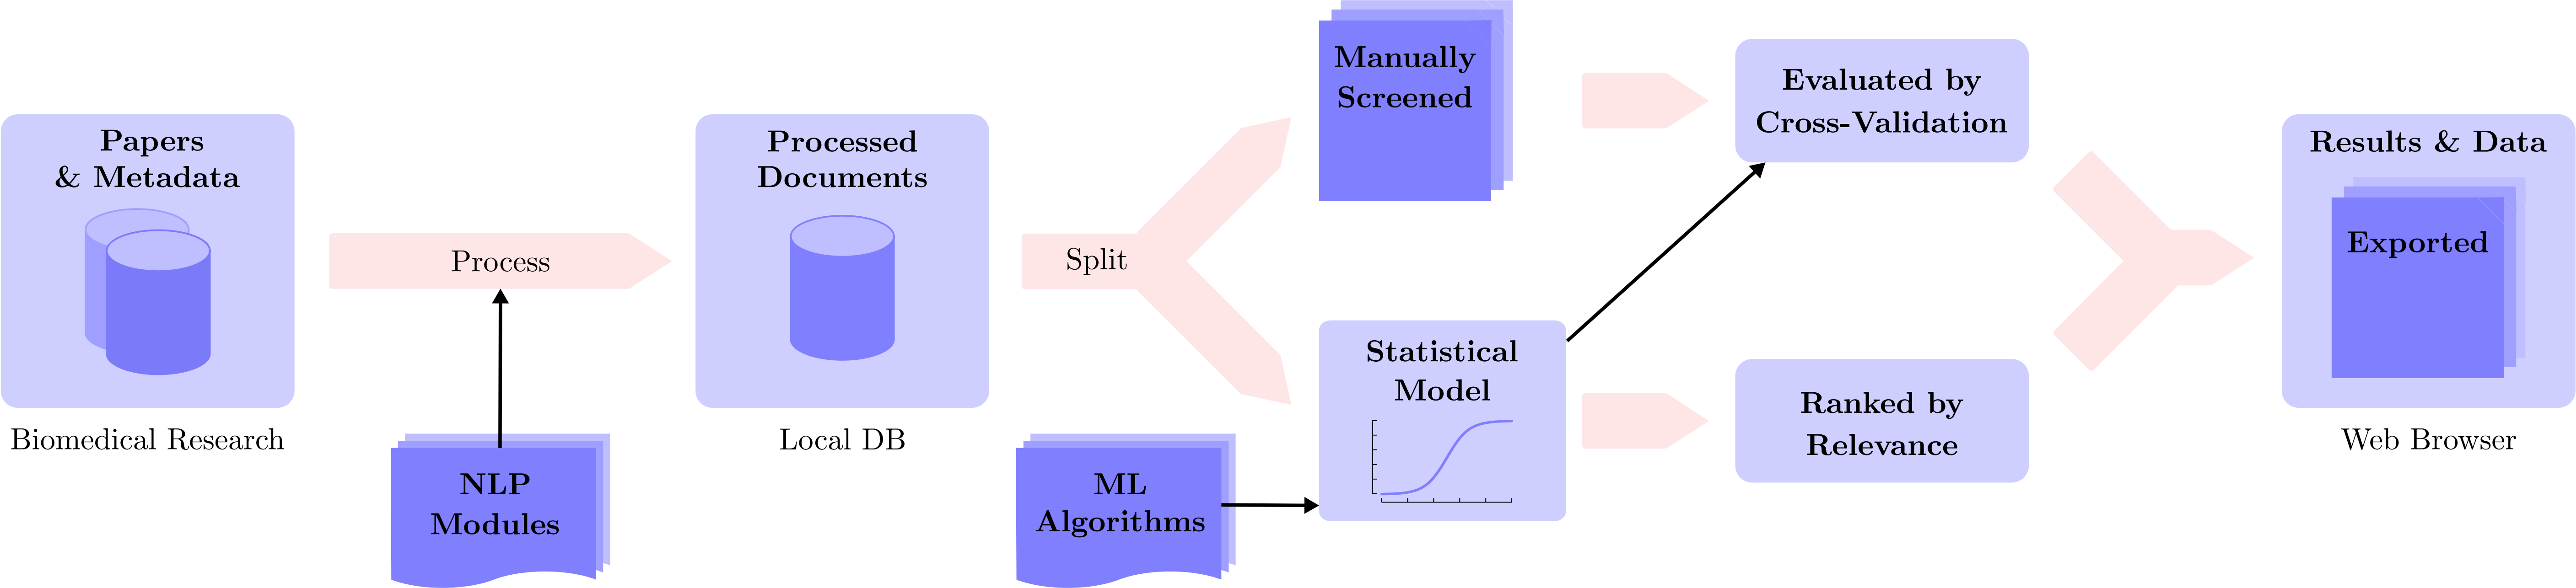 Papers
& Metadata
Biomedical Research
Process
NLP
Modules
Processed
Documents
Local DB
Split
ML
Algorithms
Manually
Screened
Statistical
Model
Evaluated by
Cross-Validation
Ranked by
Relevance
Results & Data
Exported
Web Browser